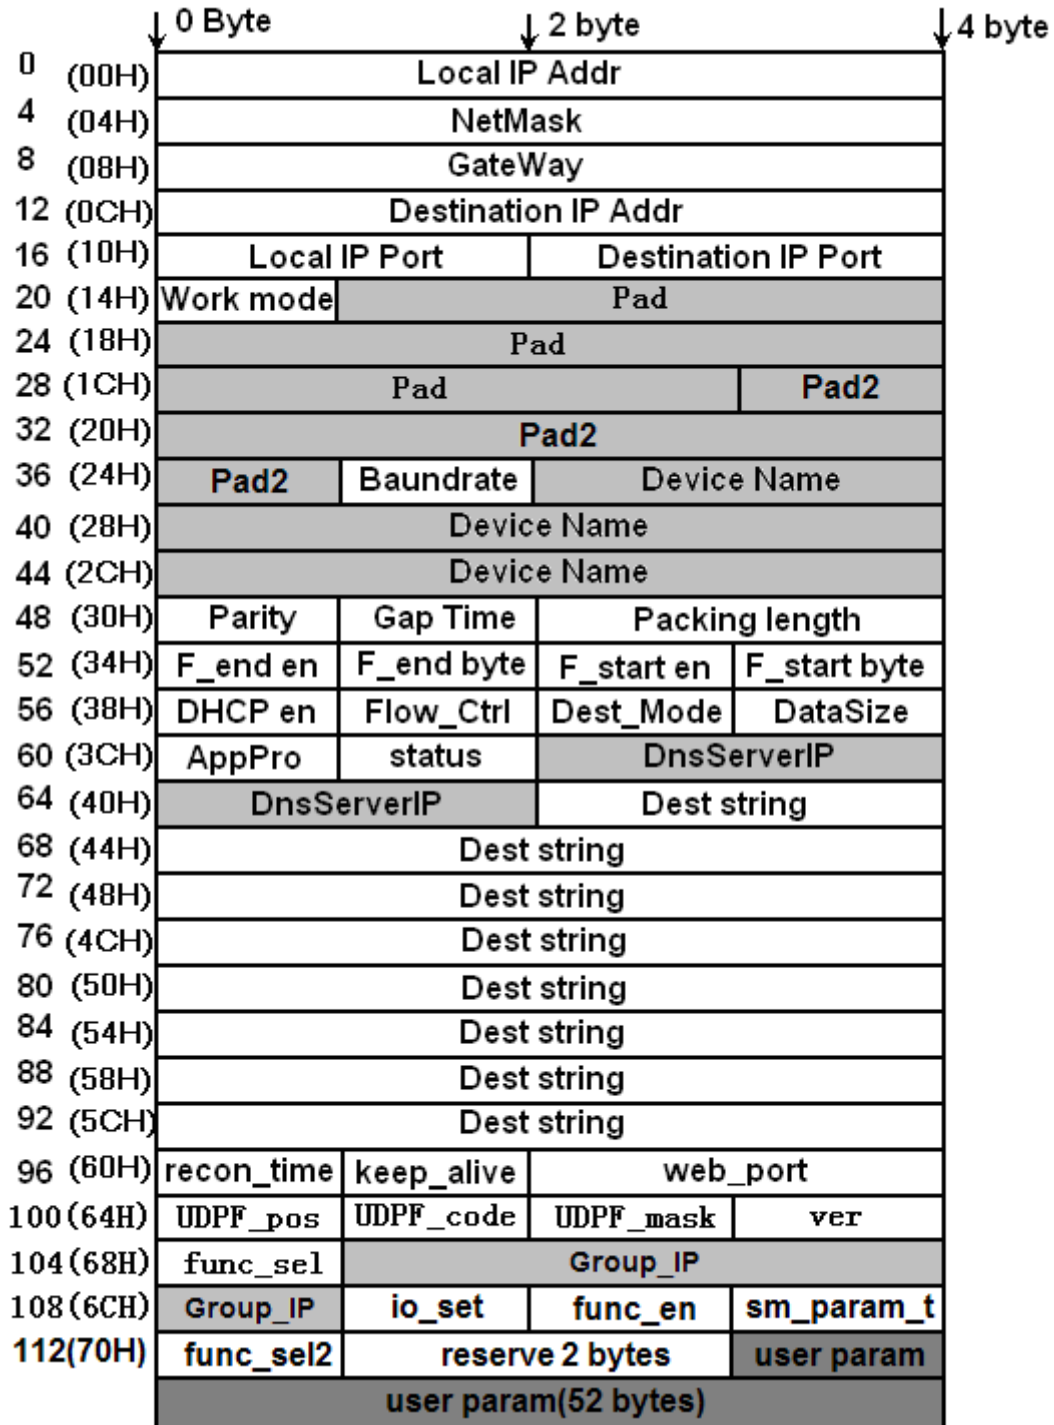 0 Byte 2 byte 4 byte
0 (00H) Local IP Addr
4 (04H) NetMask
8 (08H) GateWay
12 (0CH) Destination IP Addr
16 (10H) Local IP Port Destination IP Port
20 (14H) Work mode Pad
24 (18H) Pad
28 (1CH) Pad Pad2
32 (20H) Pad2
36 (24H) Pad2 Baundrate Device Name
40 (28H) Device Name
44 (2CH) Device Name
48 (30H) Parity Gap Time Packing length
52 (34H) F_end en F_end byte F_start en F_start byte
56 (38H) DHCP en Flow_Ctrl Dest_Mode DataSize
60 (3CH) AppPro status DnsServerIP
64 (40H) DnsServerIP Dest string
68 (44H) Dest string
72 (48H) Dest string
76 (4CH) Dest string
80 (50H) Dest string
84 (54H) Dest string
88 (58H) Dest string
92 (5CH) Dest string
96 (60H) recon_time keep_alive web_port
100(64H) UDPF_pos UDPF_code UDPF_mask ver
104(68H) func_sel Group_IP
108(6CH) Group_IP io_set func_en sm_param_t
112(70H) func_sel2 reserve 2 bytes user param
user param(52 bytes)